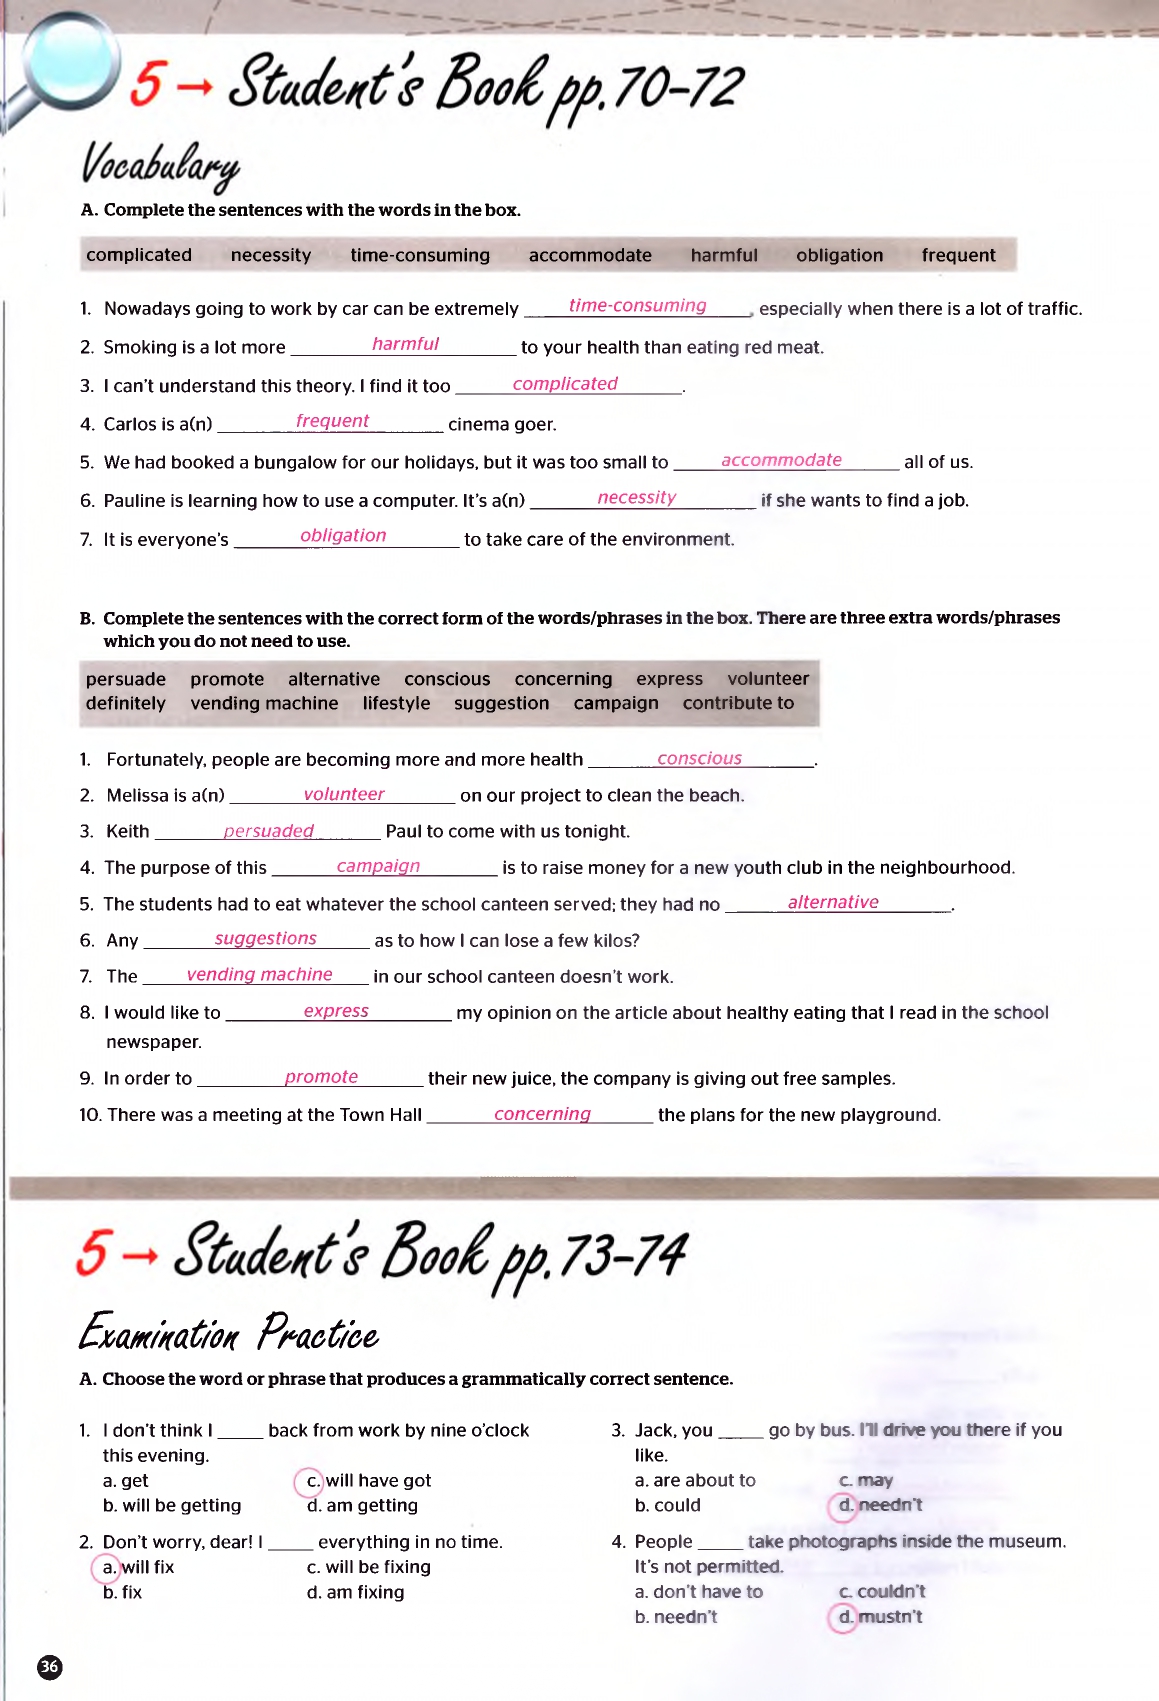 5 → Student's Book pp.70-72
Vocabulary
A. Complete the sentences with the words in the box.
complicated necessity time-consuming accommodate harmful obligation frequent
1. Nowadays going to work by car can be extremely time-consuming, especially when there is a lot of traffic.
2. Smoking is a lot more harmful to your health than eating red meat.
3. I can't understand this theory. I find it too complicated.
4. Carlos is a(n) frequent cinema goer.
5. We had booked a bungalow for our holidays, but it was too small to accommodate all of us.
6. Pauline is learning how to use a computer. It's a(n) necessity if she wants to find a job.
7. It is everyone's obligation to take care of the environment.
B. Complete the sentences with the correct form of the words/phrases in the box. There are three extra words/phrases
which you do not need to use.
persuade promote alternative conscious concerning express volunteer
definitely vending machine lifestyle suggestion campaign contribute to
1. Fortunately, people are becoming more and more health conscious.
2. Melissa is a(n) volunteer on our project to clean the beach.
3. Keith persuaded Paul to come with us tonight.
4. The purpose of this campaign is to raise money for a new youth club in the neighbourhood.
5. The students had to eat whatever the school canteen served; they had no alternative.
6. Any suggestions as to how I can lose a few kilos?
7. The vending machine in our school canteen doesn't work.
8. I would like to express my opinion on the article about healthy eating that I read in the school
newspaper.
9. In order to promote their new juice, the company is giving out free samples.
10. There was a meeting at the Town Hall concerning the plans for the new playground.
5 → Student's Book pp.73-74
Examination Practice
A. Choose the word or phrase that produces a grammatically correct sentence.
1. I don't think I ____ back from work by nine o'clock
this evening.
a. get c. will have got
b. will be getting d. am getting
2. Don't worry, dear! I ____ everything in no time.
a. will fix c. will be fixing
b. fix d. am fixing
3. Jack, you ____ go by bus. I'll drive you there if you
like.
a. are about to c. may
b. could d. needn't
4. People ____ take photographs inside the museum.
It's not permitted.
a. don't have to c. couldn't
b. needn't d. mustn't
36